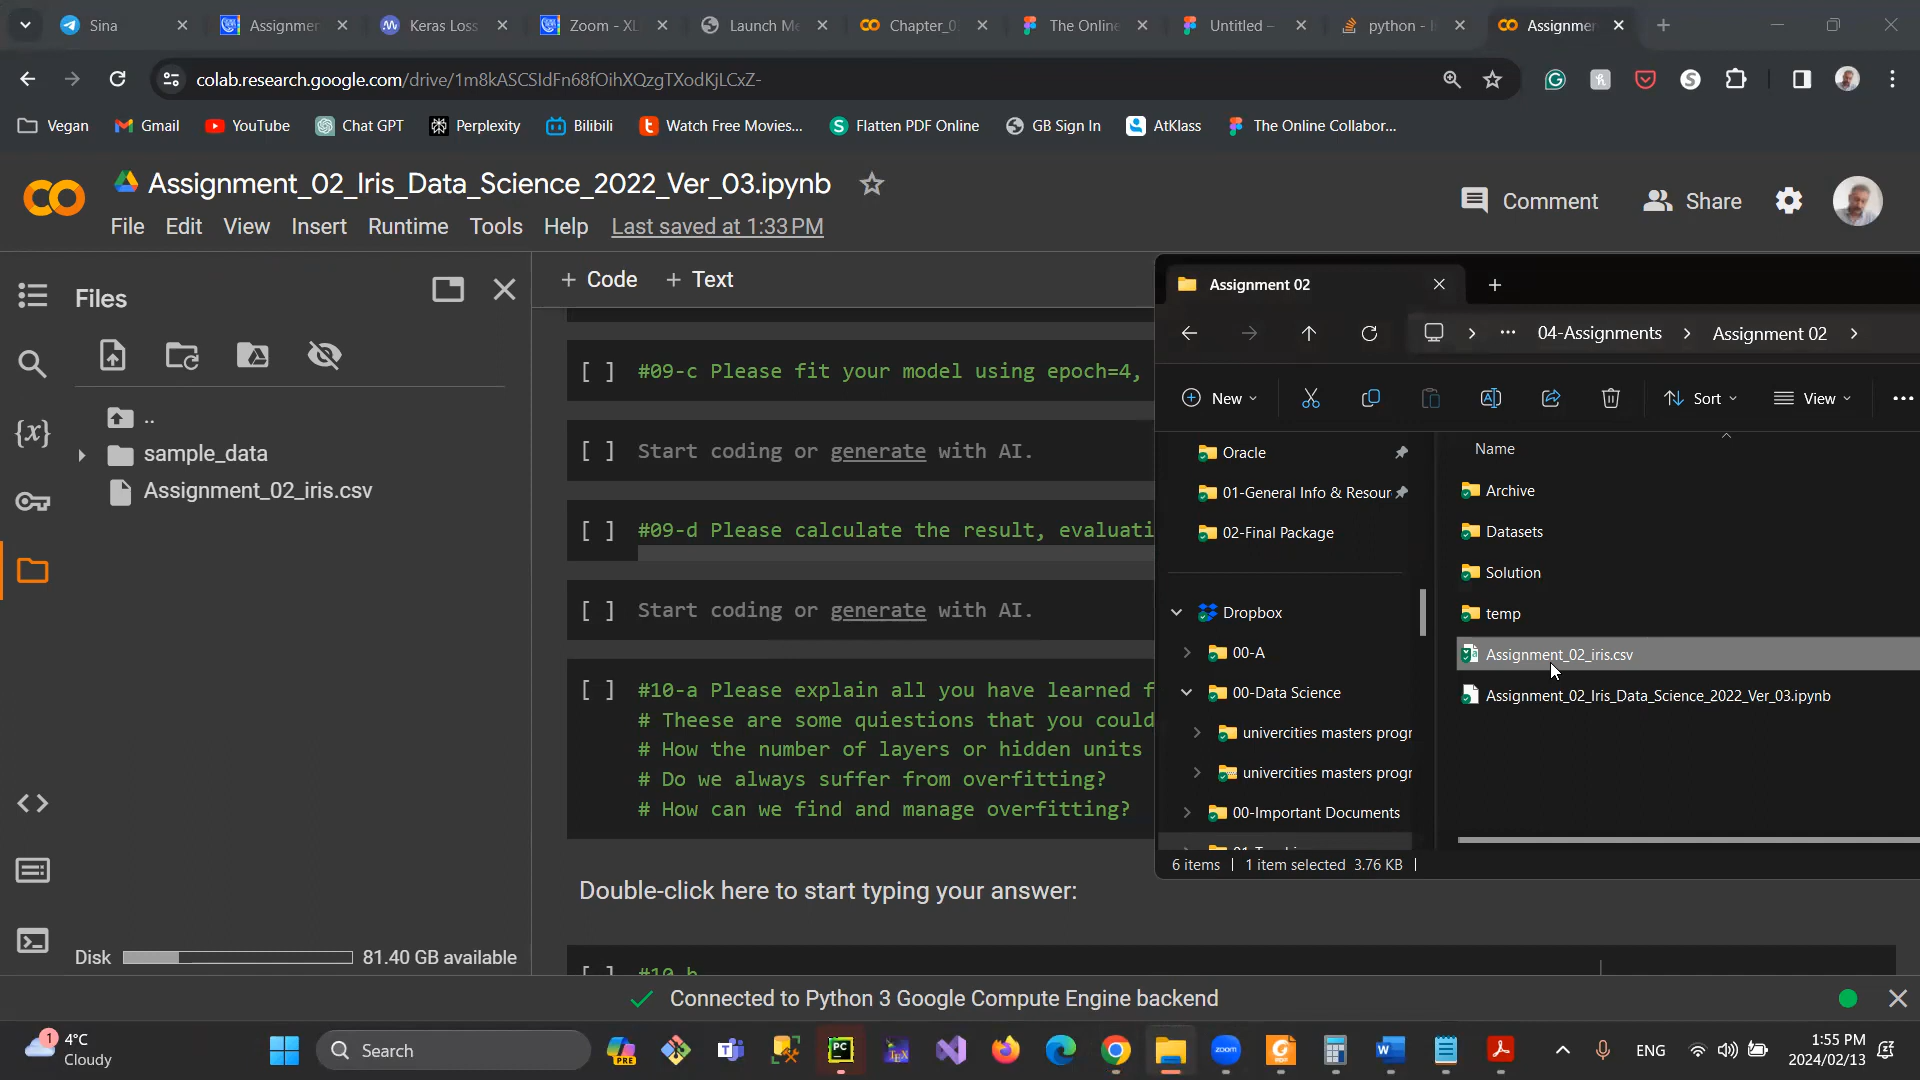 Sina
Assignmer
Keras Loss
Zoom - XL
Launch Me
Chapter_0
The Online
Untitled –
python - I
Assignme
colab.research.google.com/drive/1m8kASCSIdFn68fOihXQzgTXodKjLCxZ-
Vegan
Gmail
YouTube
Chat GPT
Perplexity
Bilibili
Watch Free Movies...
Flatten PDF Online
GB Sign In
AtKlass
The Online Collabor...
Assignment_02_Iris_Data_Science_2022_Ver_03.ipynb
Comment
Share
File Edit View Insert Runtime Tools Help Last saved at 1:33 PM
Files
+ Code + Text
..
sample_data
Assignment_02_iris.csv
{x}
[ ] #09-c Please fit your model using epoch=4,
[ ] Start coding or generate with AI.
[ ] #09-d Please calculate the result, evaluati
[ ] Start coding or generate with AI.
[ ] #10-a Please explain all you have learned f
# Theese are some quiestions that you could
# How the number of layers or hidden units
# Do we always suffer from overfitting?
# How can we find and manage overfitting?
Double-click here to start typing your answer:
[ ] #10-b
Disk 81.40 GB available
Connected to Python 3 Google Compute Engine backend
Assignment 02
04-Assignments
Assignment 02
New
Sort
View
Oracle
01-General Info & Resour
02-Final Package
Dropbox
00-A
00-Data Science
univercities masters progr
univercities masters progr
00-Important Documents
Name
Archive
Datasets
Solution
temp
Assignment_02_iris.csv
Assignment_02_Iris_Data_Science_2022_Ver_03.ipynb
6 items 1 item selected 3.76 KB
1
4°C
Cloudy
Search
PRE
PC
TEX
zoom
ENG
1:55 PM
2024/02/13